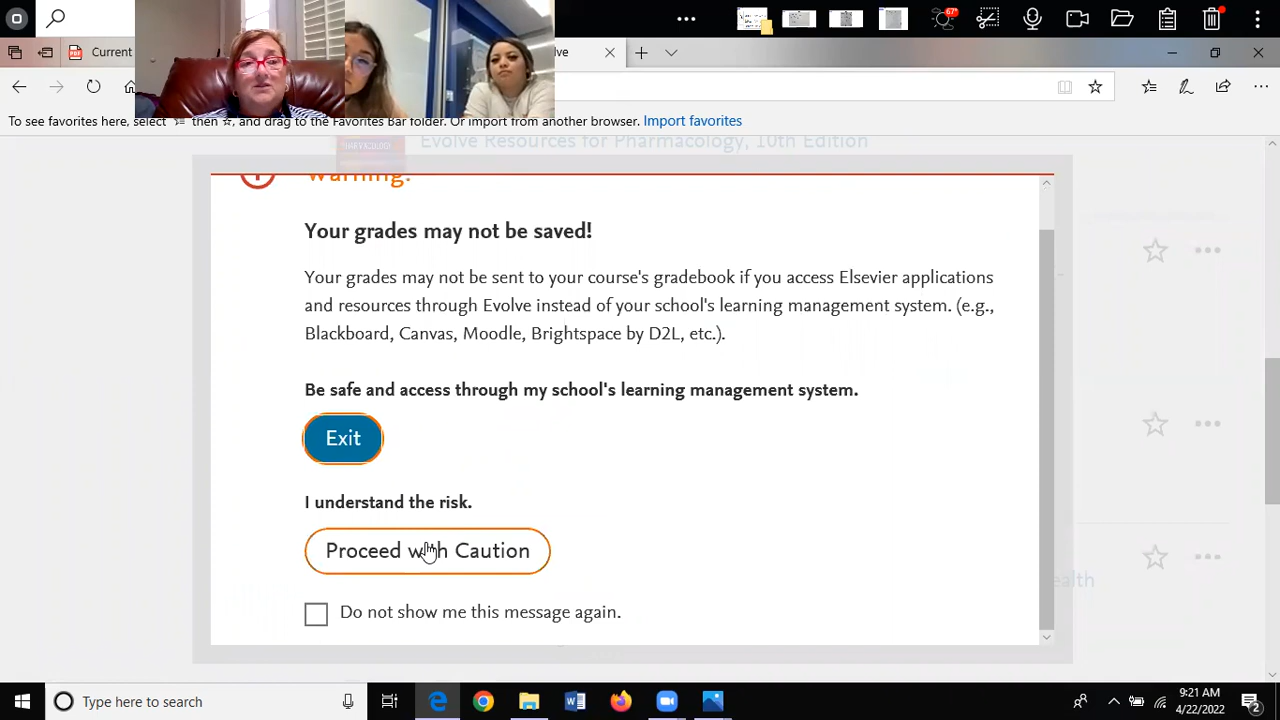 67°
Current
lve
To see favorites here, select then ☆, and drag to the Favorites Bar folder. Or import from another browser. Import favorites
Evolve Resources for Pharmacology, 10th Edition
Warning!
Your grades may not be saved!
Your grades may not be sent to your course's gradebook if you access Elsevier applications
and resources through Evolve instead of your school's learning management system. (e.g.,
Blackboard, Canvas, Moodle, Brightspace by D2L, etc.).
Be safe and access through my school's learning management system.
Exit
I understand the risk.
Proceed with Caution
Do not show me this message again.
ealth
Type here to search
9:21 AM
4/22/2022
2